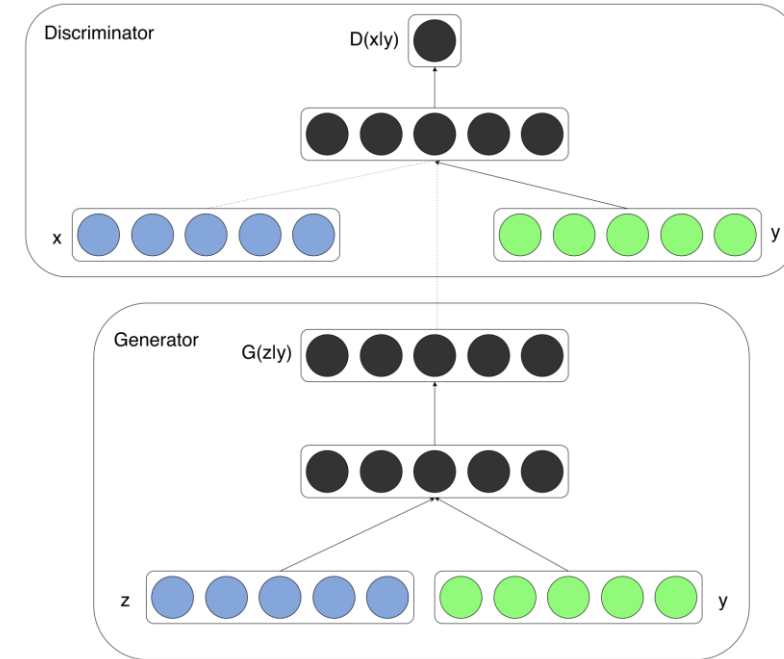 Discriminator
D(x|y)
x
y
Generator
G(z|y)
z
y